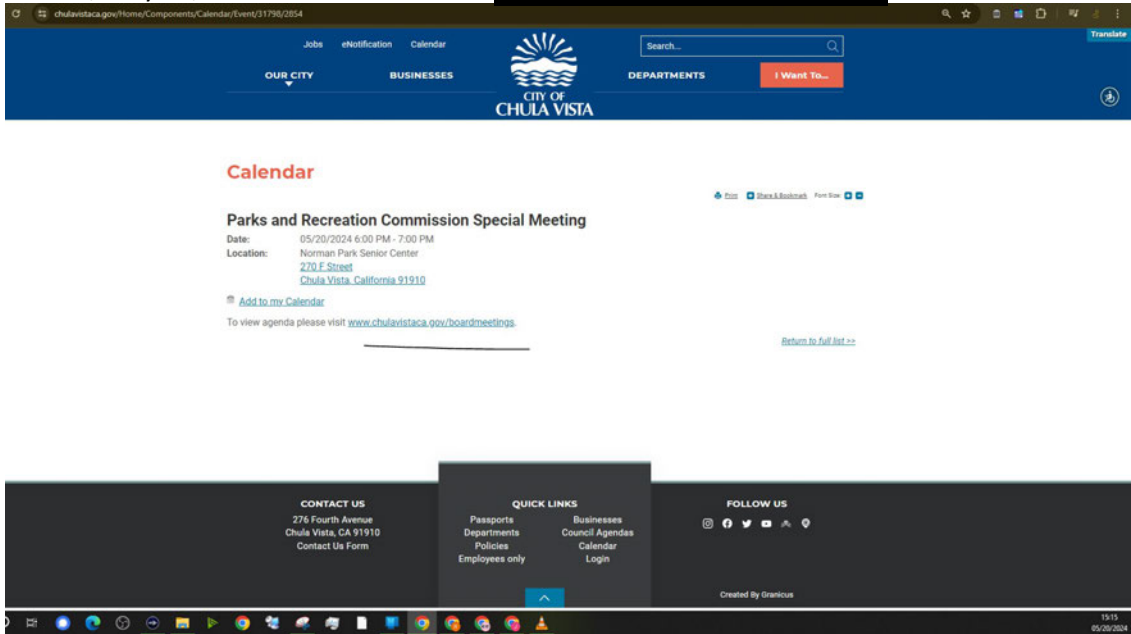 chulavistaca.gov/Home/Components/Calendar/Event/31798/2854
Translate
Jobs eNotification Calendar
Search...
OUR CITY BUSINESSES DEPARTMENTS I Want To...
CITY OF
CHULA VISTA
Calendar
Print Share & Bookmark Font Size
Parks and Recreation Commission Special Meeting
Date: 05/20/2024 6:00 PM - 7:00 PM
Location: Norman Park Senior Center
270 F Street
Chula Vista, California 91910
Add to my Calendar
To view agenda please visit www.chulavistaca.gov/boardmeetings.
Return to full list >>
CONTACT US
276 Fourth Avenue
Chula Vista, CA 91910
Contact Us Form
QUICK LINKS
Passports Businesses
Departments Council Agendas
Policies Calendar
Employees only Login
FOLLOW US
Created By Granicus
15:15
05/20/2024